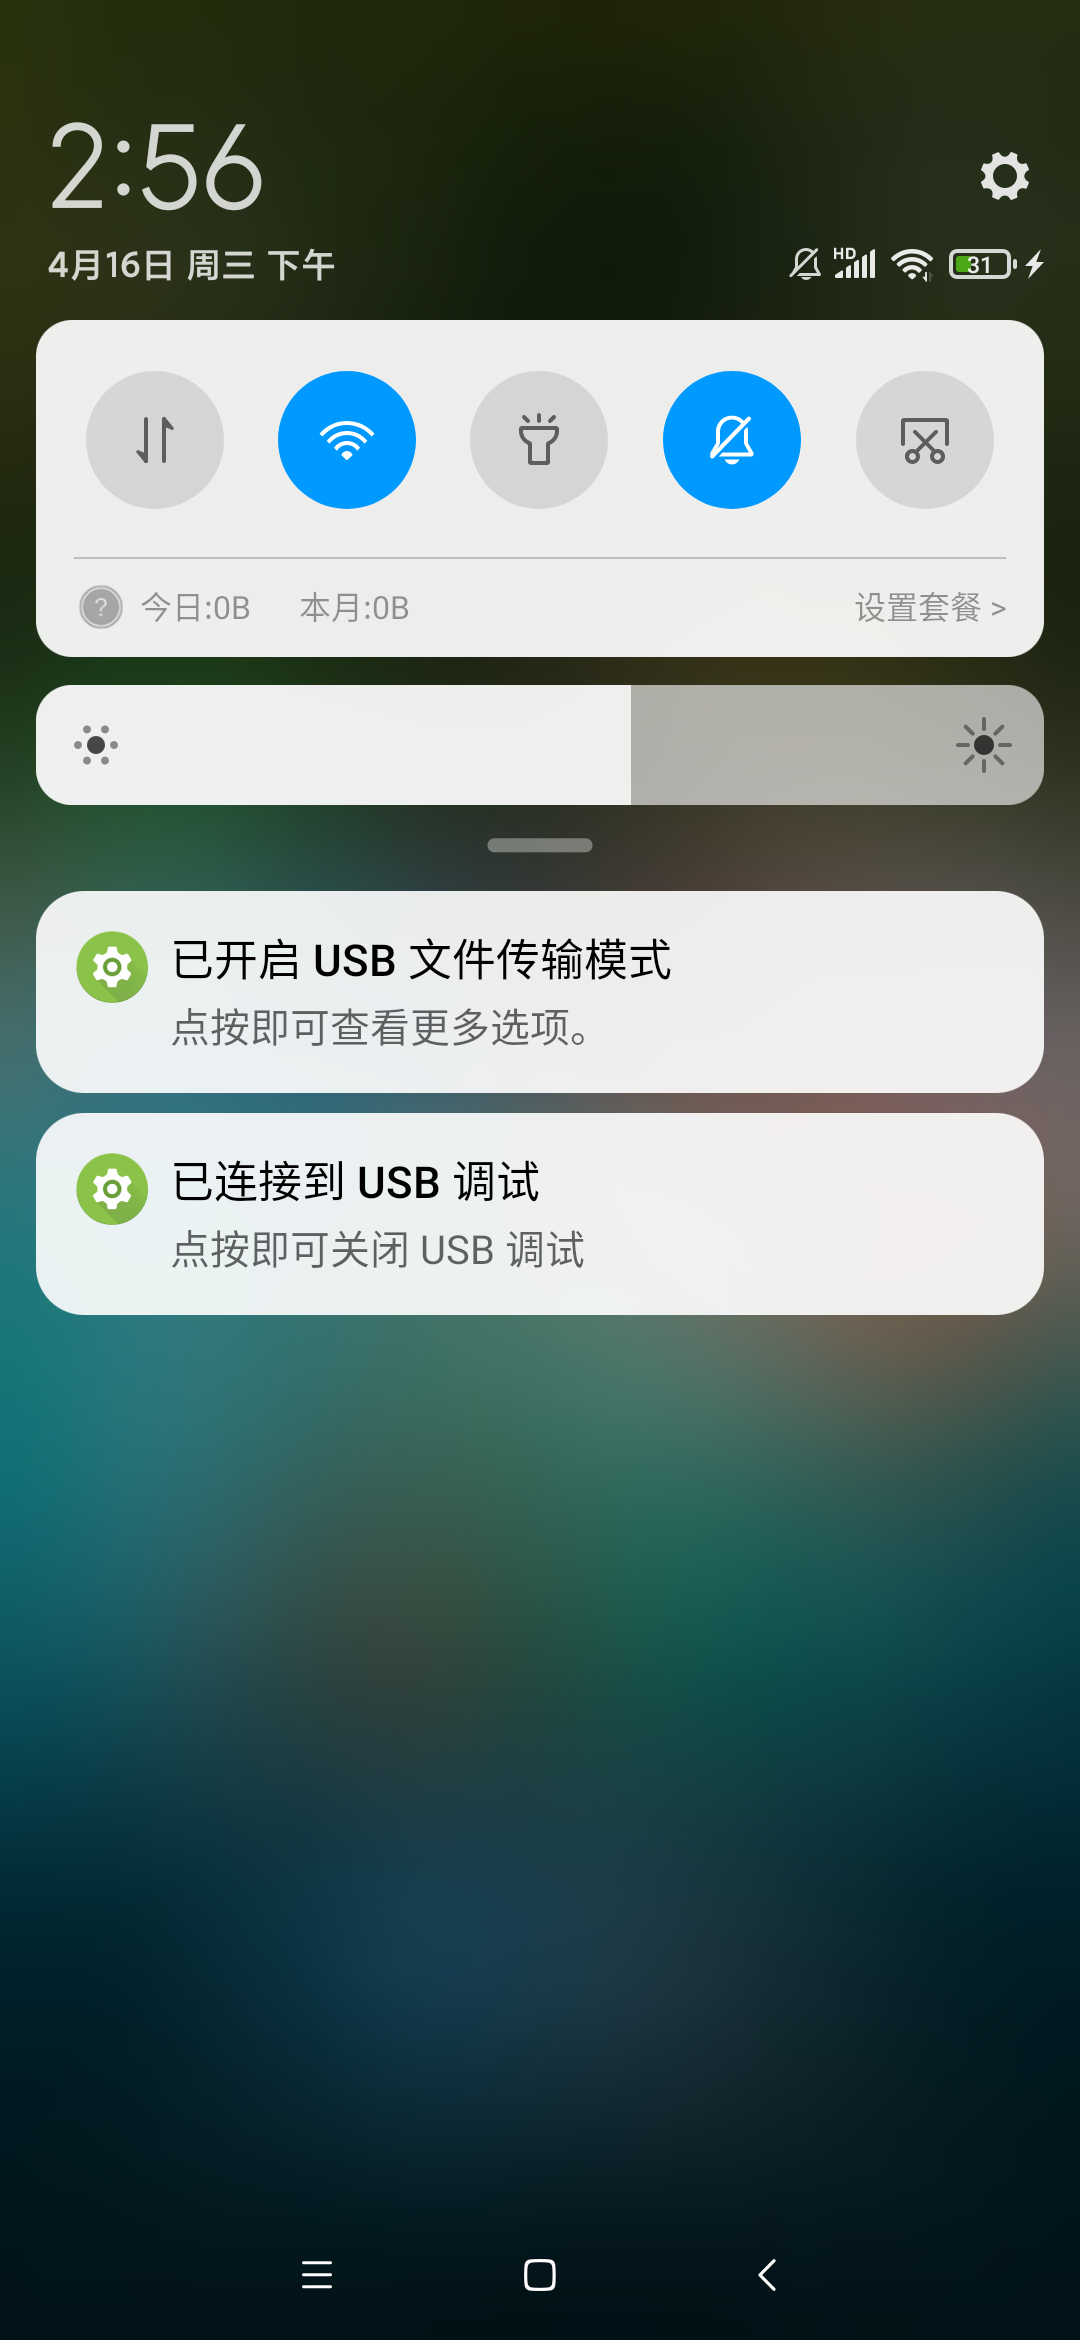 2:56
4月16日 周三 下午
HD
31
? 今日:0B 本月:0B 设置套餐 >
已开启 USB 文件传输模式
点按即可查看更多选项。
已连接到 USB 调试
点按即可关闭 USB 调试